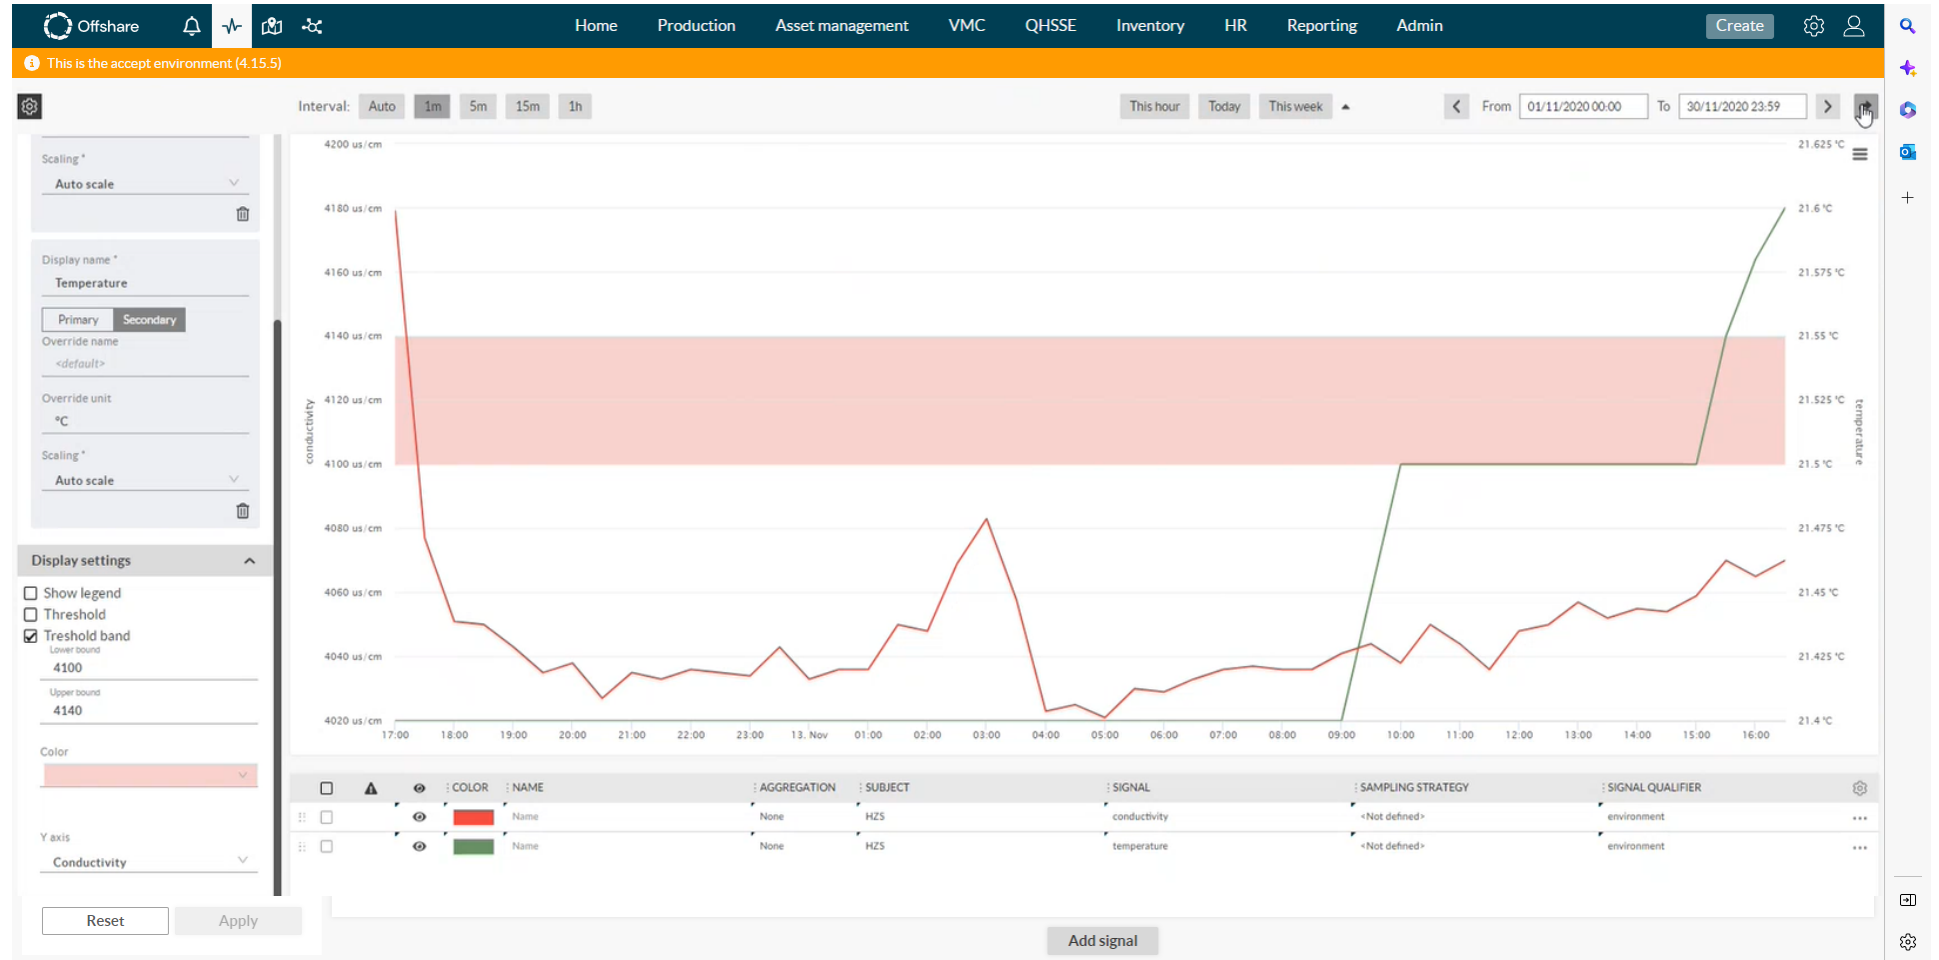 Offshare Home Production Asset management VMC QHSSE Inventory HR Reporting Admin Create
This is the accept environment (4.15.5)
Interval: Auto 1m 5m 15m 1h This hour Today This week From 01/11/2020 00:00 To 30/11/2020 23:59
Scaling *
Auto scale
Display name *
Temperature
Primary Secondary
Override name
<default>
Override unit
°C
Scaling *
Auto scale
Display settings
Show legend
Threshold
Treshold band
Lower bound
4100
Upper bound
4140
Color
Y axis
Conductivity
Reset Apply
4200 us/cm
4180 us/cm
4160 us/cm
4140 us/cm
4120 us/cm
4100 us/cm
4080 us/cm
4060 us/cm
4040 us/cm
4020 us/cm
conductivity
21.625 °C
21.6 °C
21.575 °C
21.55 °C
21.525 °C
21.5 °C
21.475 °C
21.45 °C
21.425 °C
21.4 °C
temperature
17:00 18:00 19:00 20:00 21:00 22:00 23:00 13. Nov 01:00 02:00 03:00 04:00 05:00 06:00 07:00 08:00 09:00 10:00 11:00 12:00 13:00 14:00 15:00 16:00
COLOR NAME AGGREGATION SUBJECT SIGNAL SAMPLING STRATEGY SIGNAL QUALIFIER
Name None HZS conductivity <Not defined> environment
Name None HZS temperature <Not defined> environment
Add signal